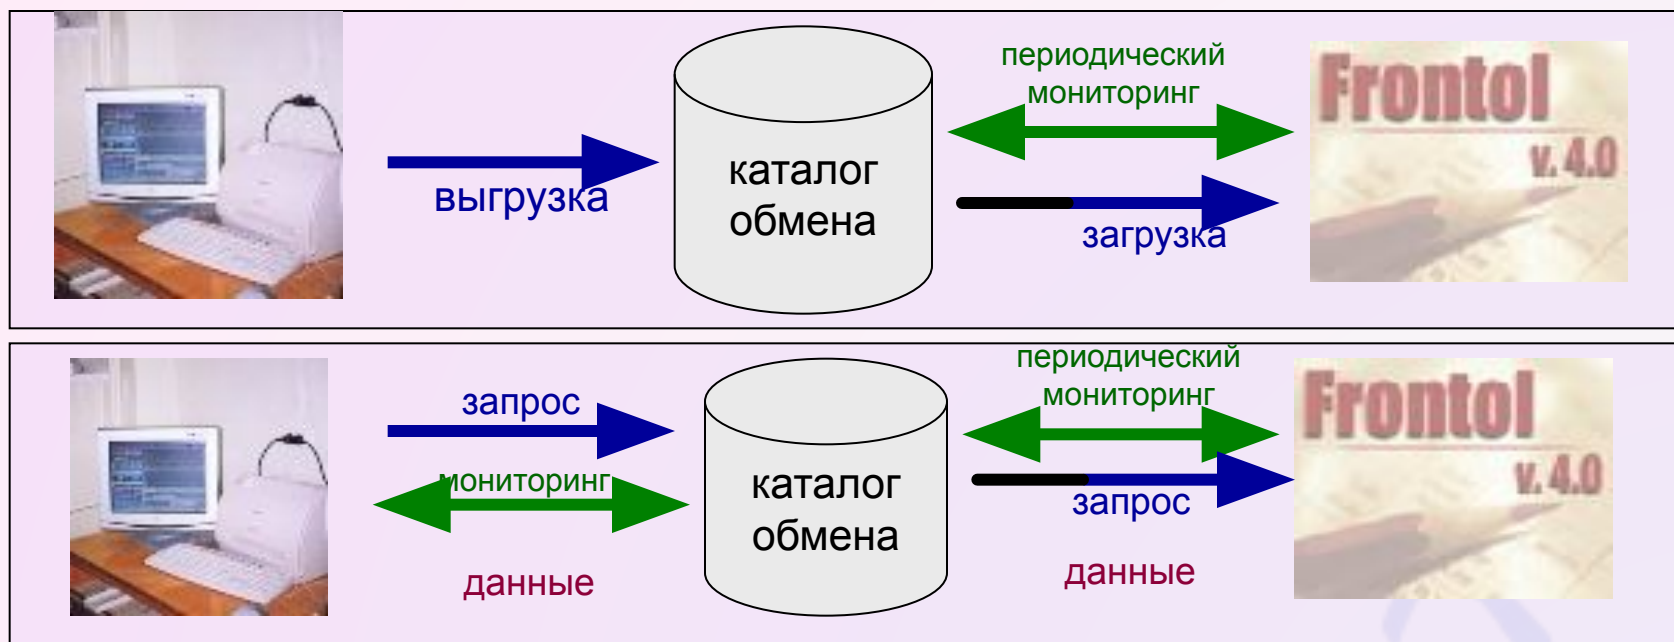 периодический
мониторинг
Frontol
v. 4.0
выгрузка
каталог
обмена
загрузка
периодический
мониторинг
Frontol
v. 4.0
запрос
мониторинг
каталог
обмена
запрос
данные
данные